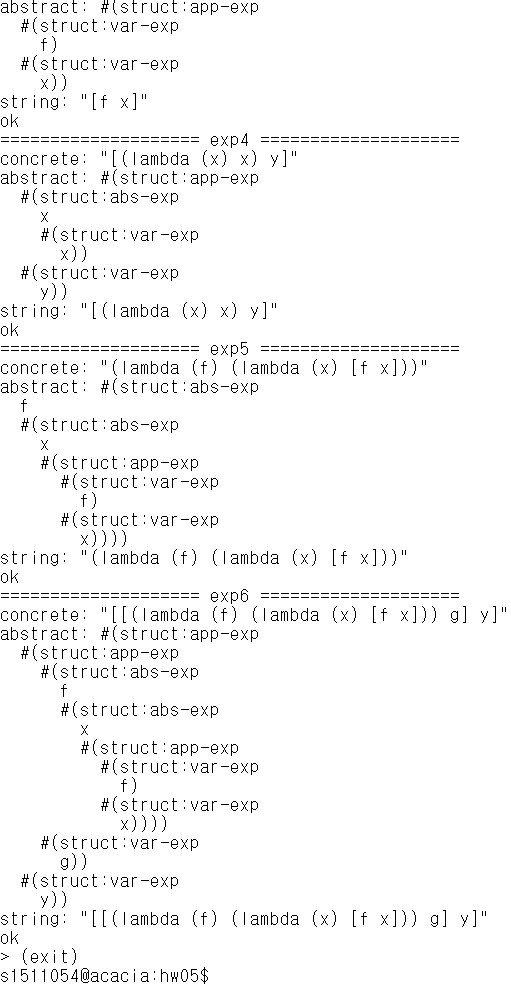 abstract: #(struct:app-exp
  #(struct:var-exp
    f)
  #(struct:var-exp
    x))
string: "[f x]"
ok
==================== exp4 ====================
concrete: "[(lambda (x) x) y]"
abstract: #(struct:app-exp
  #(struct:abs-exp
    x
    #(struct:var-exp
      x))
  #(struct:var-exp
    y))
string: "[(lambda (x) x) y]"
ok
==================== exp5 ====================
concrete: "(lambda (f) (lambda (x) [f x]))"
abstract: #(struct:abs-exp
  f
  #(struct:abs-exp
    x
    #(struct:app-exp
      #(struct:var-exp
        f)
      #(struct:var-exp
        x))))
string: "(lambda (f) (lambda (x) [f x]))"
ok
==================== exp6 ====================
concrete: "[[(lambda (f) (lambda (x) [f x])) g] y]"
abstract: #(struct:app-exp
  #(struct:app-exp
    #(struct:abs-exp
      f
      #(struct:abs-exp
        x
        #(struct:app-exp
          #(struct:var-exp
            f)
          #(struct:var-exp
            x))))
    #(struct:var-exp
      g))
  #(struct:var-exp
    y))
string: "[[(lambda (f) (lambda (x) [f x])) g] y]"
ok
> (exit)
s1511054@acacia:hw05$